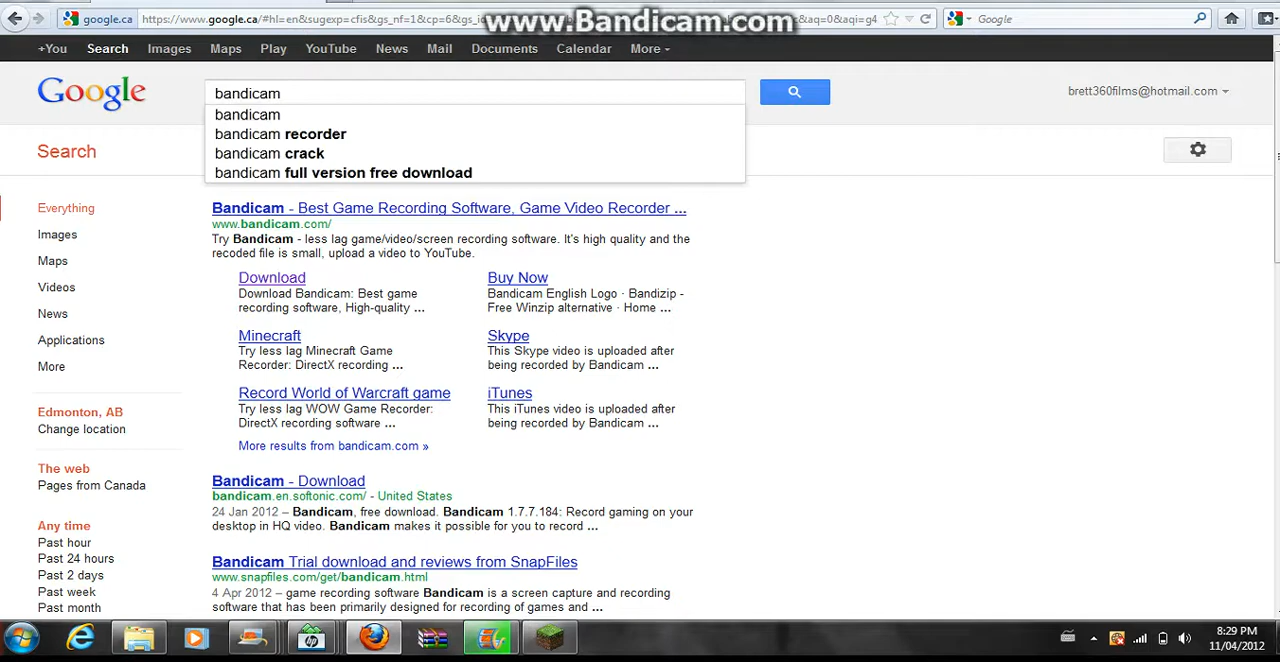 google.ca
https://www.google.ca/#hl=en&sugexp=cfis&gs_nf=1&cp=6&gs_i
=0&aqi=g4
Google
www.Bandicam.com
+You Search Images Maps Play YouTube News Mail Documents Calendar More
Google
bandicam
brett360films@hotmail.com
bandicam
bandicam recorder
bandicam crack
bandicam full version free download
Search
Everything
Images
Maps
Videos
News
Applications
More
Edmonton, AB
Change location
The web
Pages from Canada
Any time
Past hour
Past 24 hours
Past 2 days
Past week
Past month
Bandicam - Best Game Recording Software, Game Video Recorder ...
www.bandicam.com/
Try Bandicam - less lag game/video/screen recording software. It's high quality and the
recoded file is small, upload a video to YouTube.
Download
Download Bandicam: Best game
recording software, High-quality ...
Buy Now
Bandicam English Logo · Bandizip -
Free Winzip alternative · Home ...
Minecraft
Try less lag Minecraft Game
Recorder: DirectX recording ...
Skype
This Skype video is uploaded after
being recorded by Bandicam ...
Record World of Warcraft game
Try less lag WOW Game Recorder:
DirectX recording software ...
iTunes
This iTunes video is uploaded after
being recorded by Bandicam ...
More results from bandicam.com »
Bandicam - Download
bandicam.en.softonic.com/ - United States
24 Jan 2012 – Bandicam, free download. Bandicam 1.7.7.184: Record gaming on your
desktop in HQ video. Bandicam makes it possible for you to record ...
Bandicam Trial download and reviews from SnapFiles
www.snapfiles.com/get/bandicam.html
4 Apr 2012 – game recording software Bandicam is a screen capture and recording
software that has been primarily designed for recording of games and ...
8:29 PM
11/04/2012